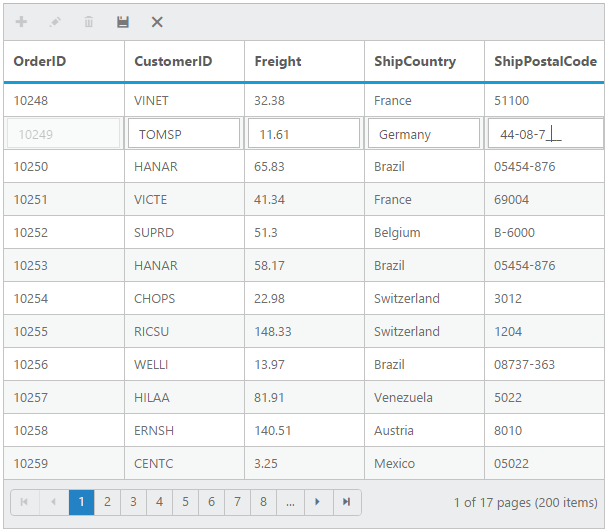 OrderID CustomerID Freight ShipCountry ShipPostalCode
10248 VINET 32.38 France 51100
10249 TOMSP 11.61 Germany 44-08-7__
10250 HANAR 65.83 Brazil 05454-876
10251 VICTE 41.34 France 69004
10252 SUPRD 51.3 Belgium B-6000
10253 HANAR 58.17 Brazil 05454-876
10254 CHOPS 22.98 Switzerland 3012
10255 RICSU 148.33 Switzerland 1204
10256 WELLI 13.97 Brazil 08737-363
10257 HILAA 81.91 Venezuela 5022
10258 ERNSH 140.51 Austria 8010
10259 CENTC 3.25 Mexico 05022
1 2 3 4 5 6 7 8 ... 1 of 17 pages (200 items)